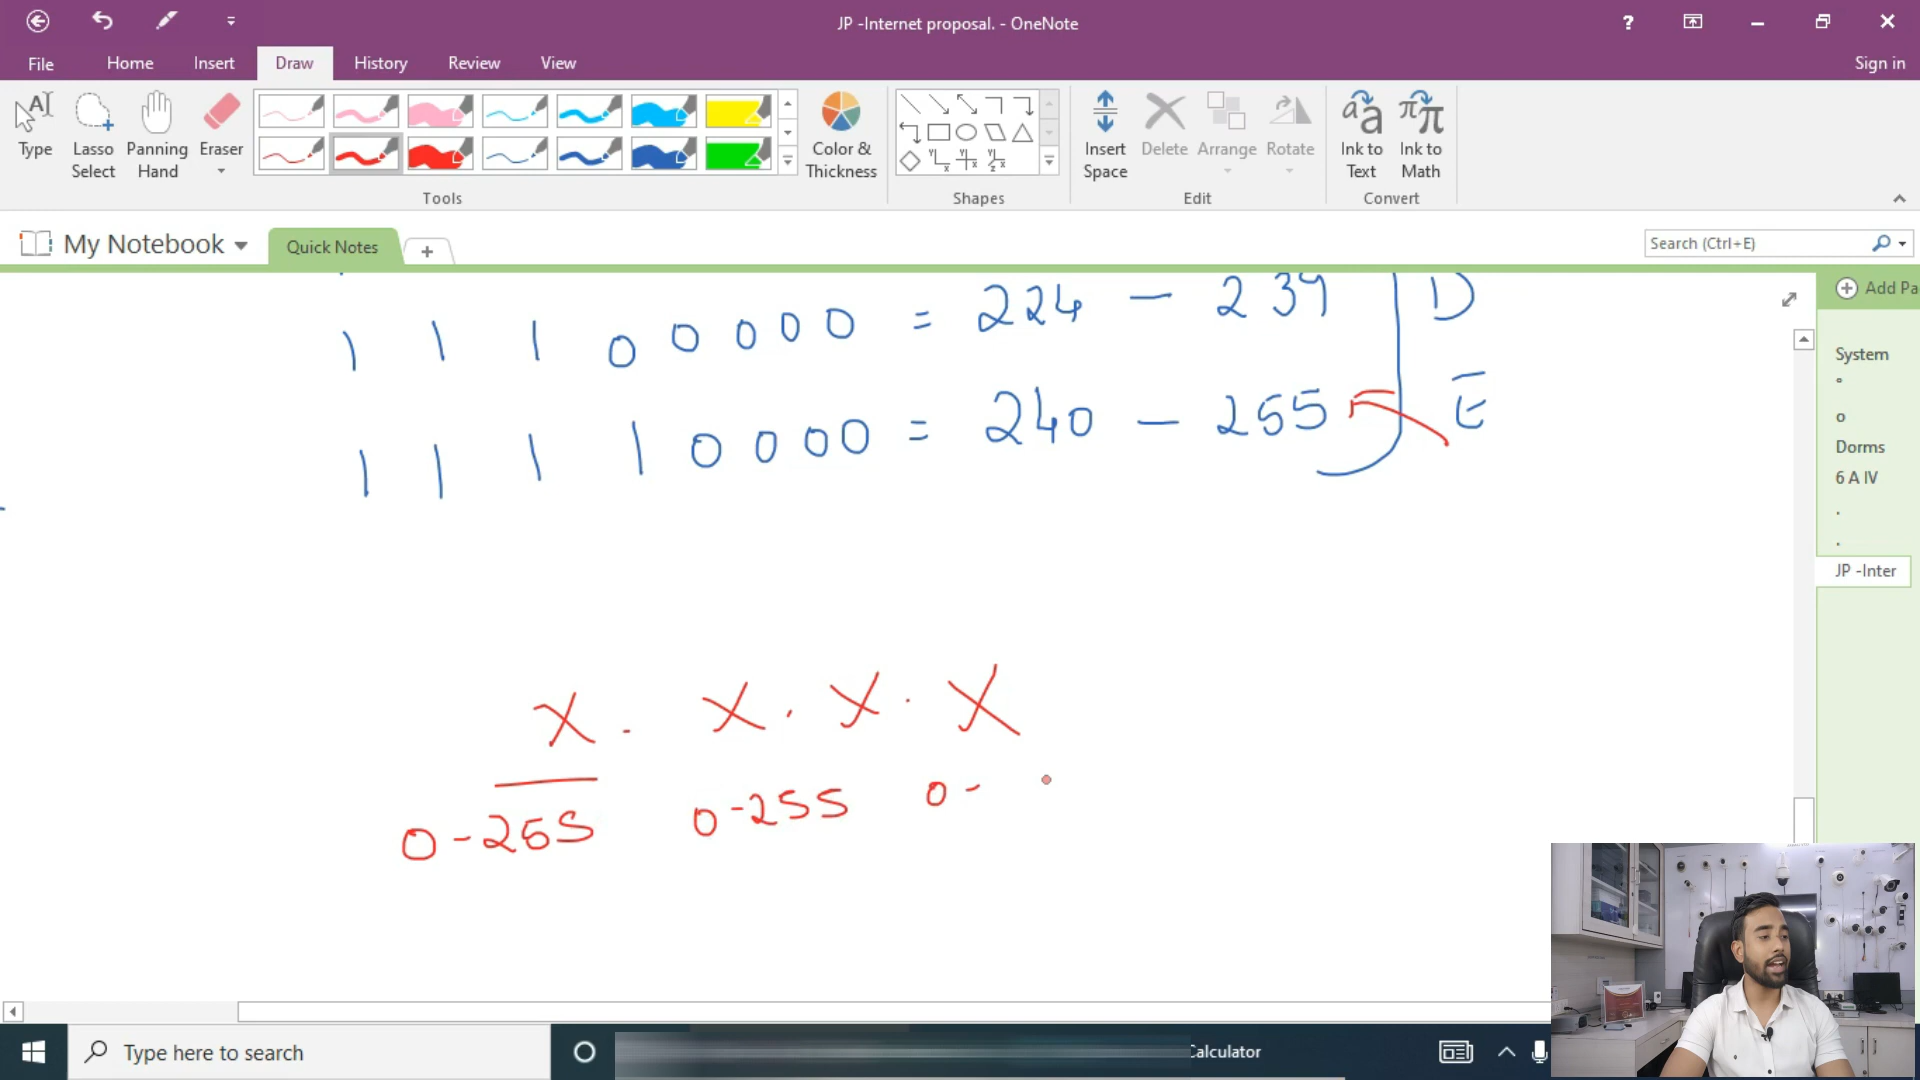 JP -Internet proposal. - OneNote
File Home Insert Draw History Review View
Sign in
Type
Lasso Select
Panning Hand
Eraser
Color & Thickness
Insert Space
Delete
Arrange
Rotate
Ink to Text
Ink to Math
Tools
Shapes
Edit
Convert
My Notebook
Quick Notes
Search (Ctrl+E)
Add Pa
System
o
Dorms
6 A IV
.
.
JP -Inter
1 1 1 0 0 0 0 0 = 224 - 239 D
1 1 1 1 0 0 0 0 = 240 - 255 E
X . X . X . X
0-255 0-255 0-
Type here to search
Calculator